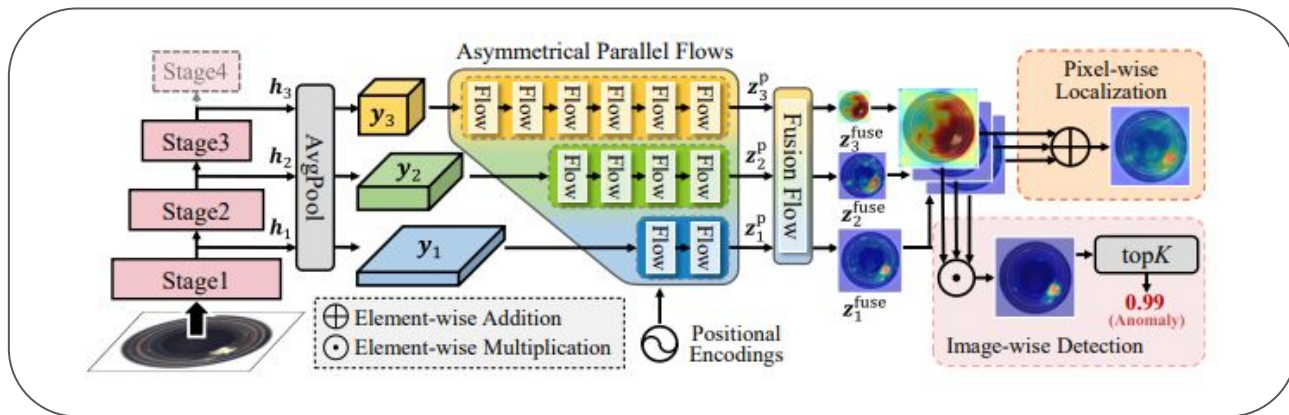 Asymmetrical Parallel Flows
Stage4
Stage3
Stage2
Stage1
h₃
h₂
h₁
AvgPool
y₃
y₂
y₁
Flow Flow Flow Flow Flow Flow
Flow Flow Flow Flow
Flow Flow
z₃ᵖ
z₂ᵖ
z₁ᵖ
Fusion Flow
z₃ᶠᵘˢᵉ
z₂ᶠᵘˢᵉ
z₁ᶠᵘˢᵉ
Pixel-wise
Localization
topK
0.99
(Anomaly)
Image-wise Detection
Element-wise Addition
Element-wise Multiplication
Positional
Encodings